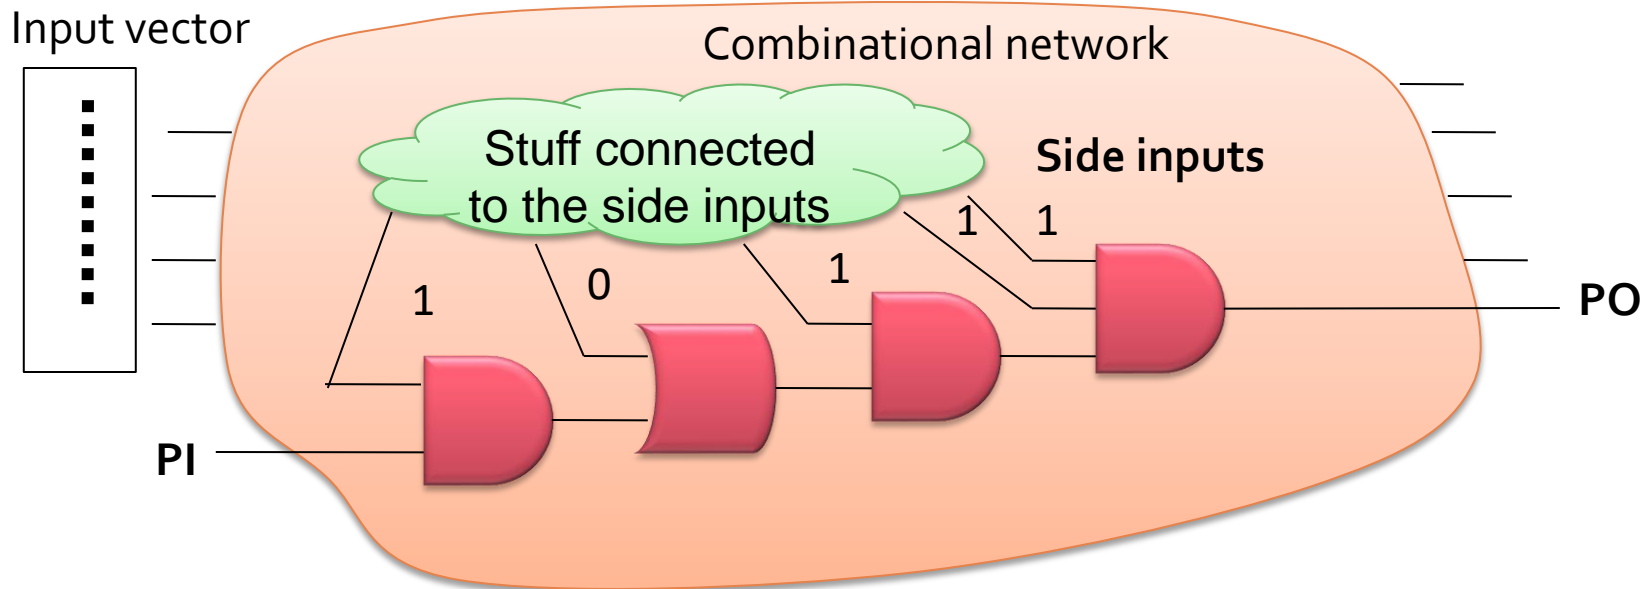 Input vector
Combinational network
Stuff connected
to the side inputs
Side inputs
1
1
1
0
1
PI
PO